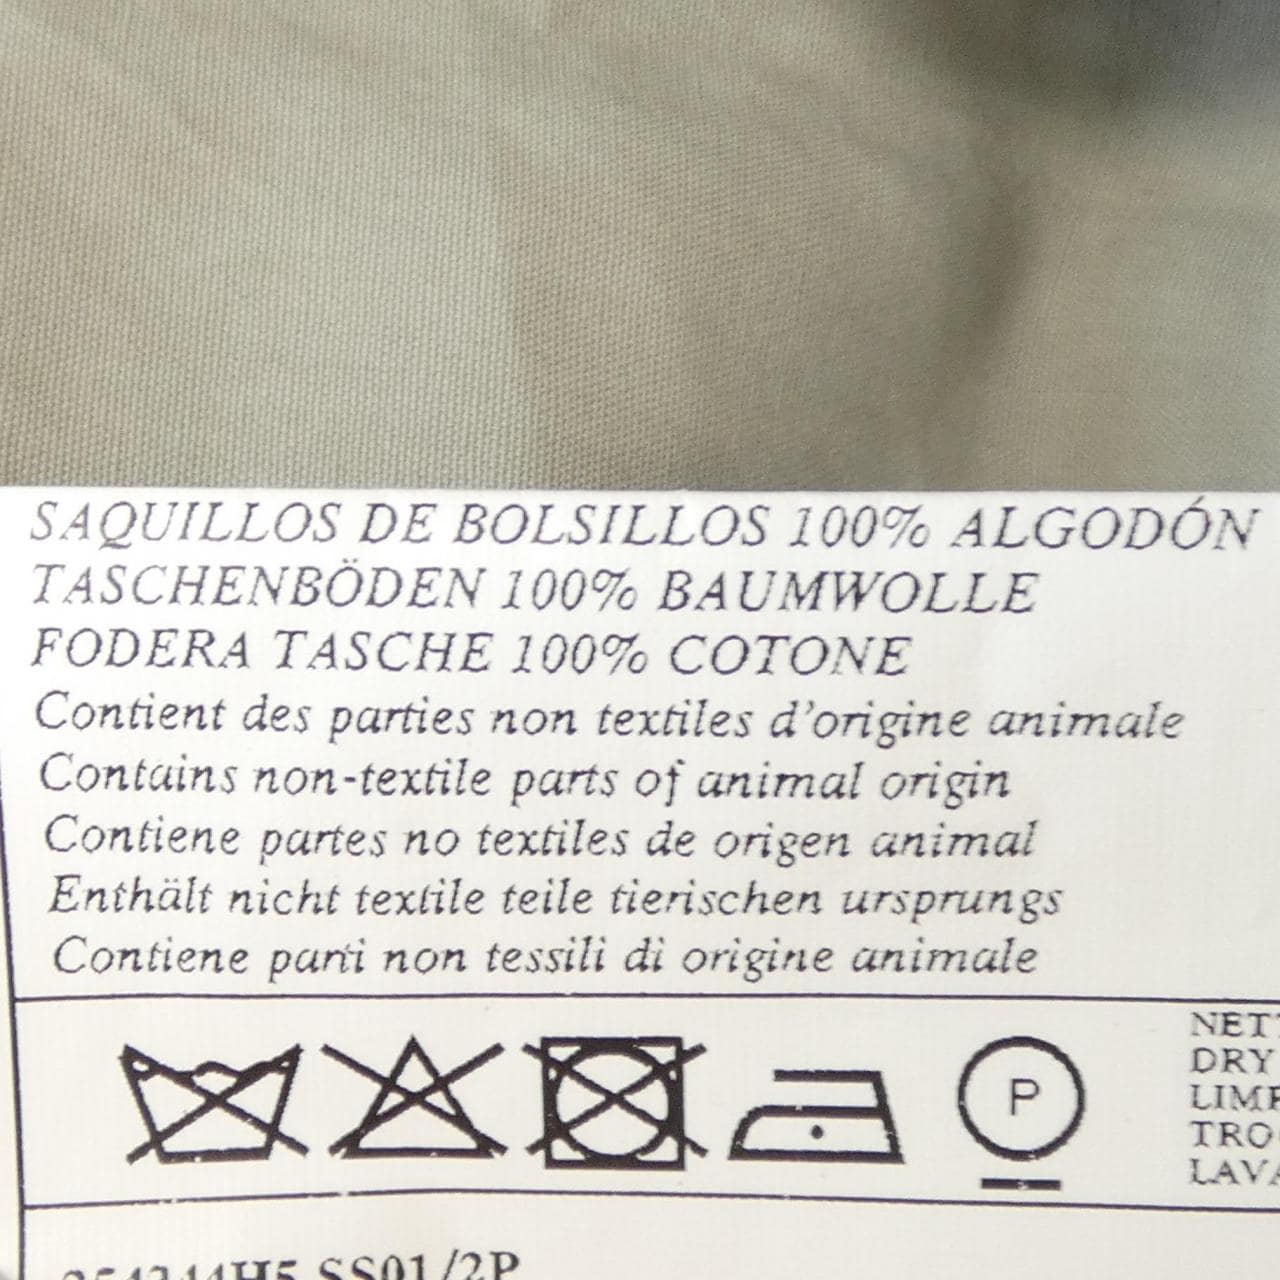 SAQUILLOS DE BOLSILLOS 100% ALGODÓN
TASCHENBÖDEN 100% BAUMWOLLE
FODERA TASCHE 100% COTONE
Contient des parties non textiles d'origine animale
Contains non-textile parts of animal origin
Contiene partes no textiles de origen animal
Enthält nicht textile teile tierischen ursprungs
Contiene parti non tessili di origine animale
P
DRY
SS01/2P